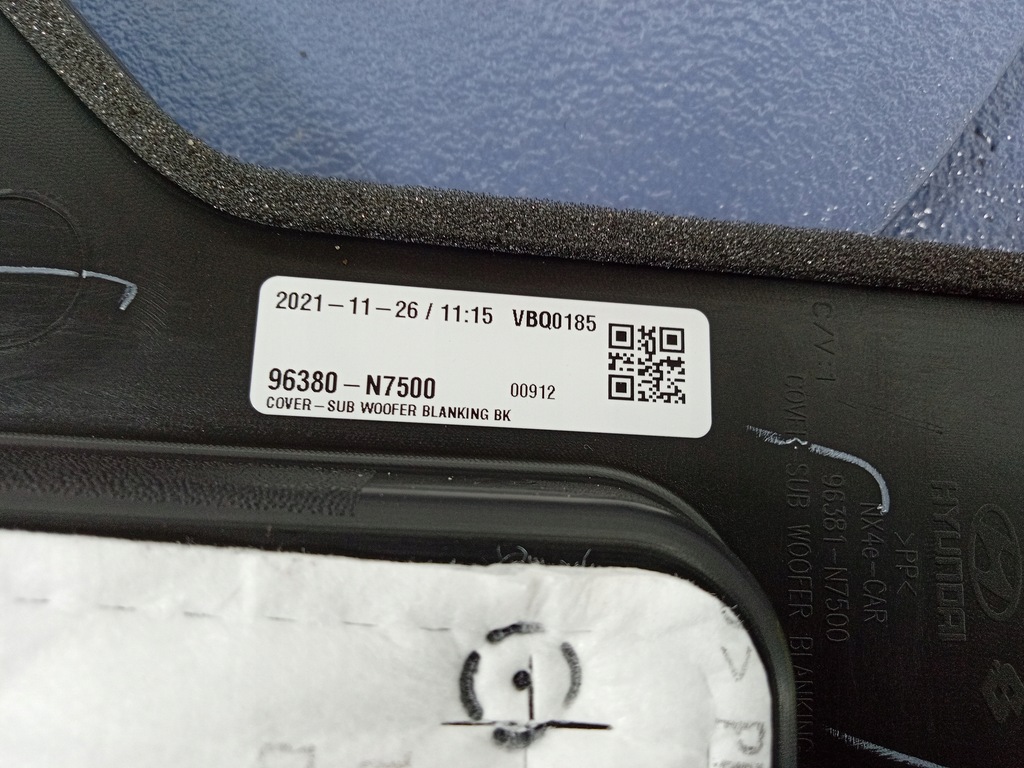 2021-11-26 / 11:15 VBQ0185
96380-N7500 00912
COVER-SUB WOOFER BLANKING BK
C/V:1
COVER SUB WOOFER BLANKING
96381-N7500
NX4e-CAR
>PP<
HYUNDAI